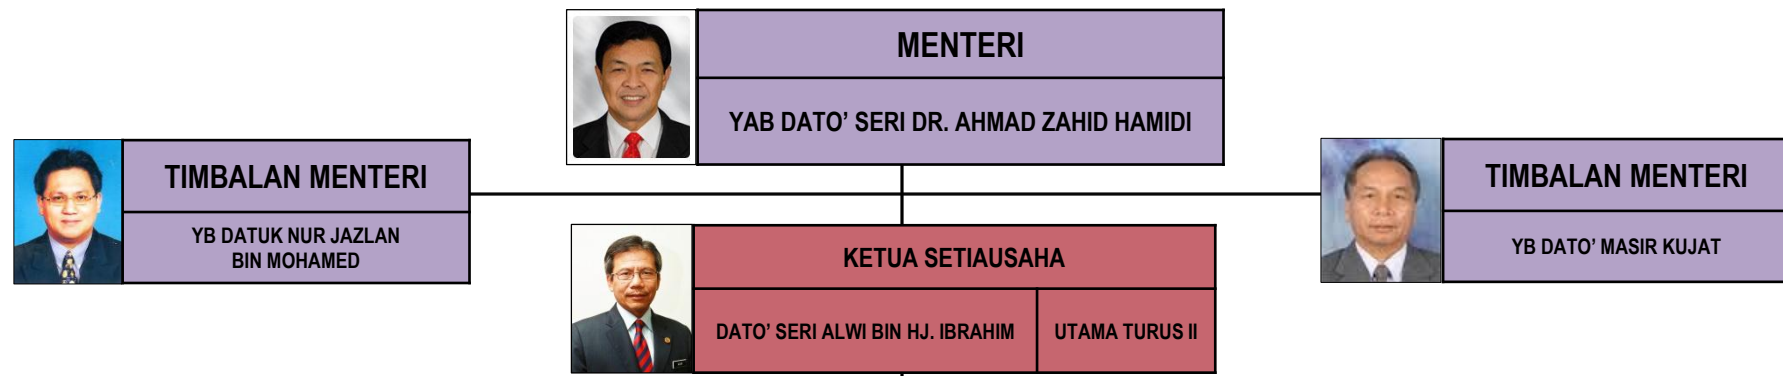 MENTERI
YAB DATO’ SERI DR. AHMAD ZAHID HAMIDI
TIMBALAN MENTERI
YB DATUK NUR JAZLAN
BIN MOHAMED
TIMBALAN MENTERI
YB DATO’ MASIR KUJAT
KETUA SETIAUSAHA
DATO’ SERI ALWI BIN HJ. IBRAHIM
UTAMA TURUS II